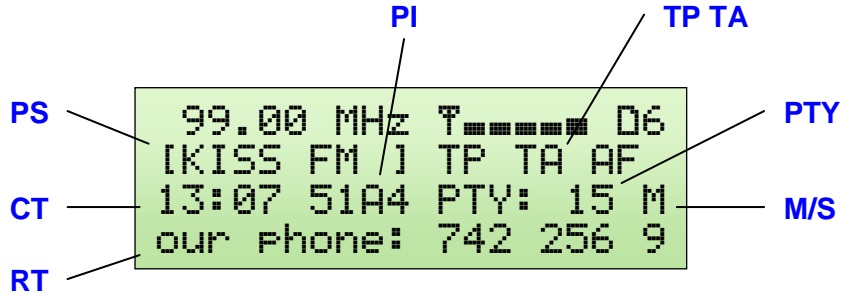 PI
TP TA
PS
PTY
99.00 MHz D6
[KISS FM ] TP TA AF
13:07 51A4 PTY: 15 M
our phone: 742 256 9
CT
M/S
RT